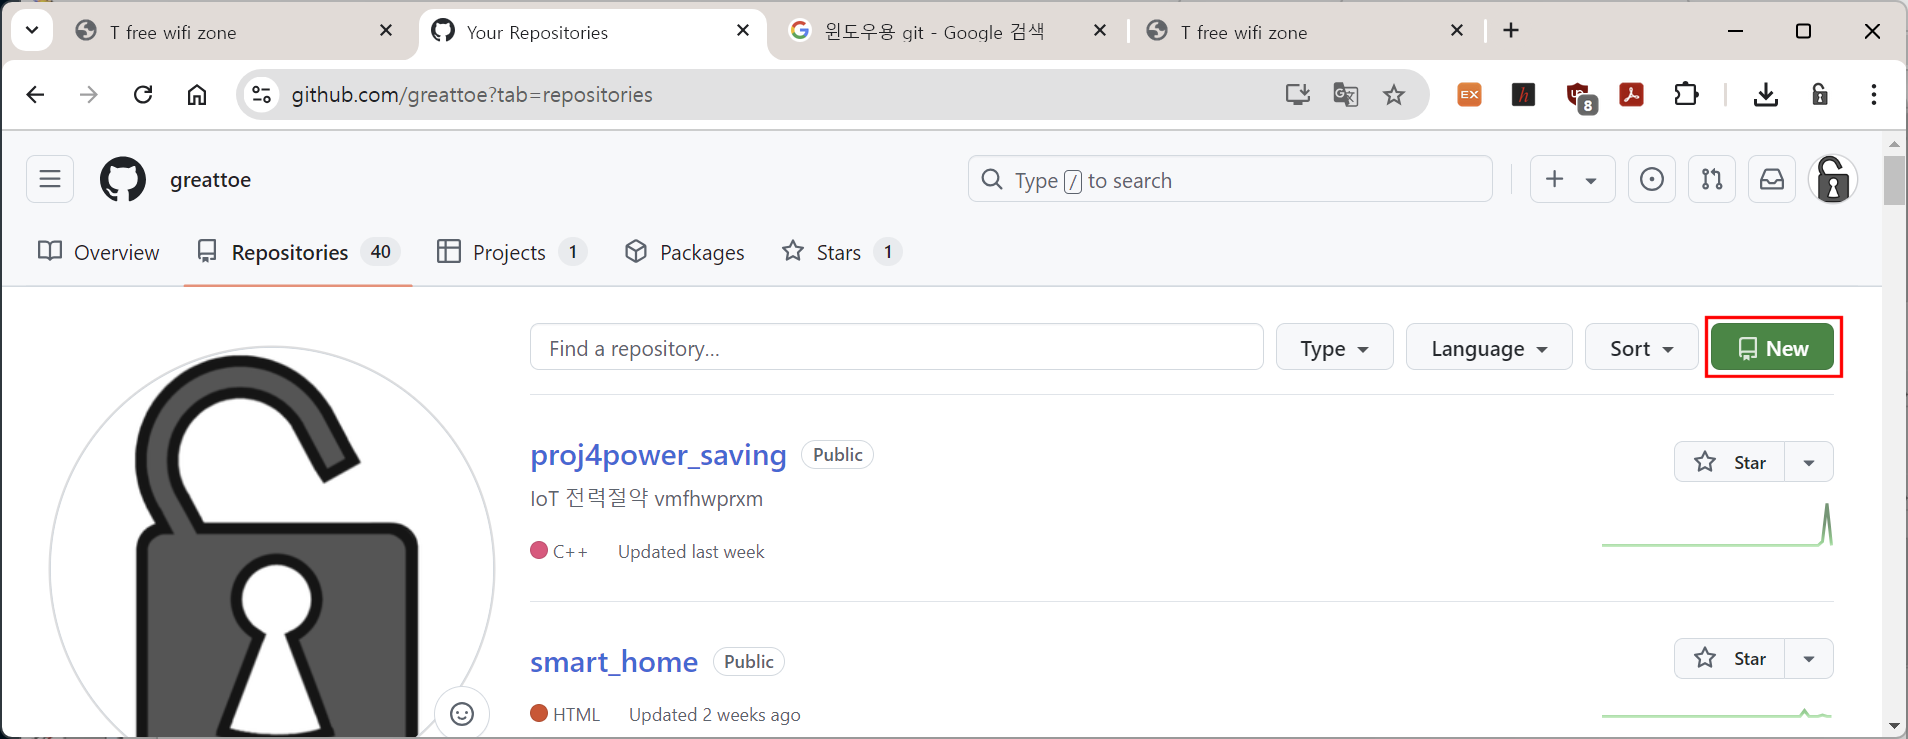 T free wifi zone
Your Repositories
윈도우용 git - Google 검색
T free wifi zone
github.com/greattoe?tab=repositories
EX
h
8
greattoe
Type / to search
Overview
Repositories 40
Projects 1
Packages
Stars 1
Find a repository...
Type
Language
Sort
New
proj4power_saving
Public
Star
IoT 전력절약 vmfhwprxm
C++
Updated last week
smart_home
Public
Star
HTML
Updated 2 weeks ago